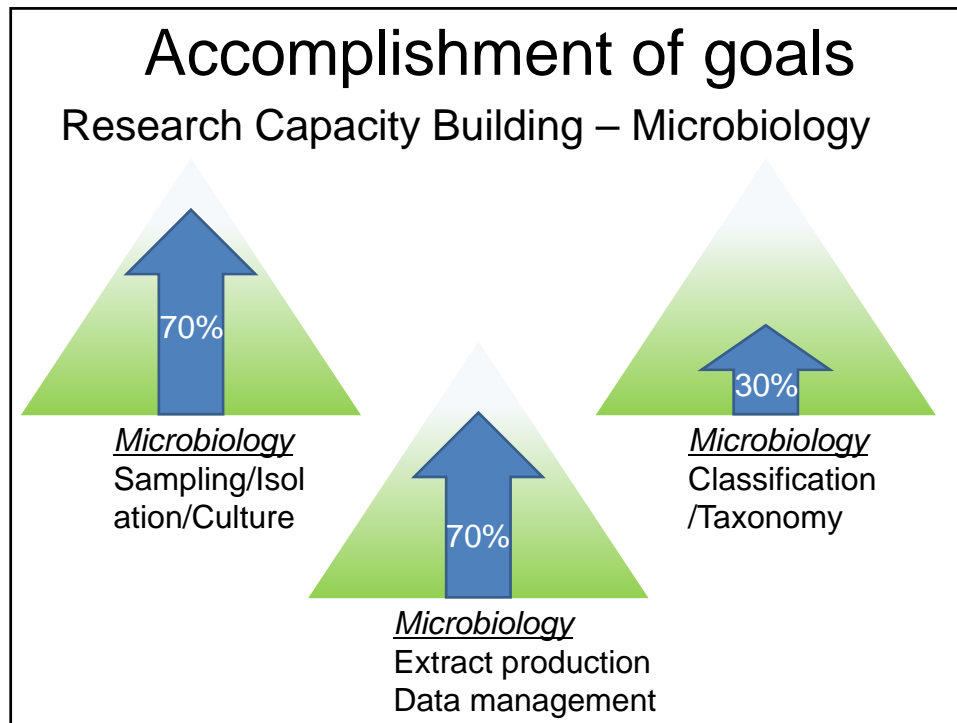 Accomplishment of goals
Research Capacity Building – Microbiology
70%
Microbiology
Sampling/Isol
ation/Culture
70%
Microbiology
Extract production
Data management
30%
Microbiology
Classification
/Taxonomy